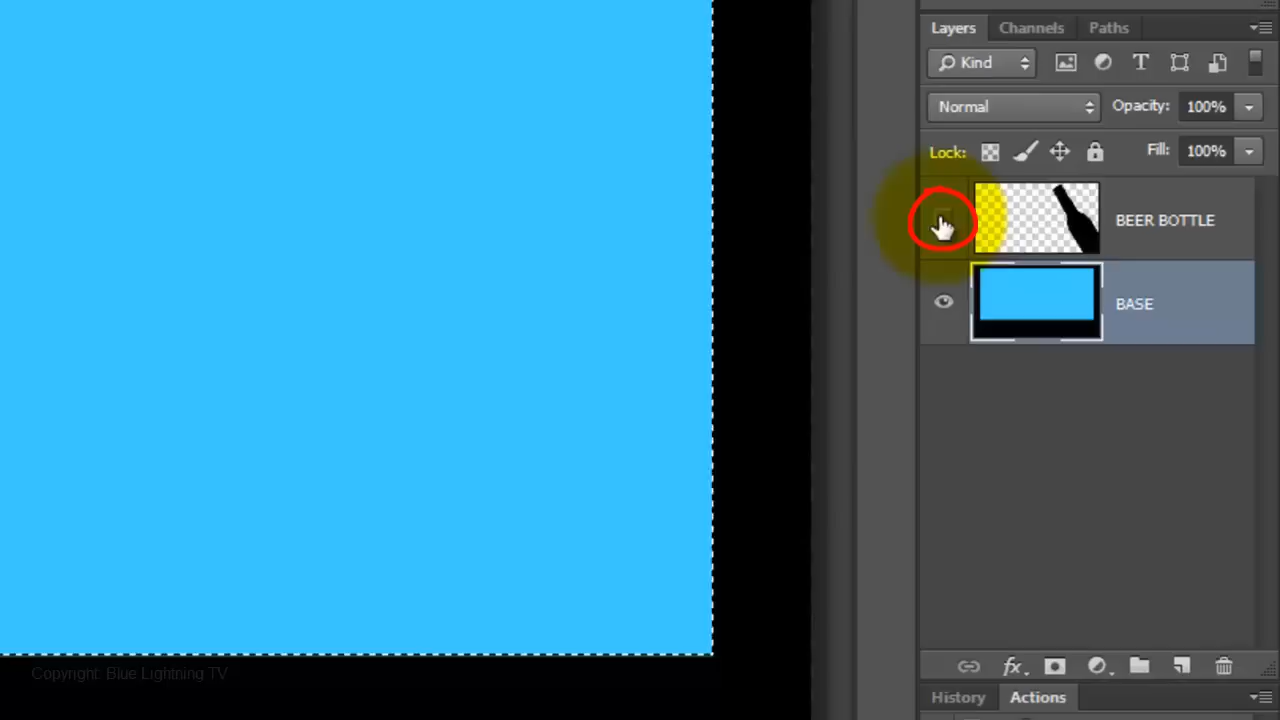 Layers Channels Paths
Kind
Normal Opacity: 100%
Lock: Fill: 100%
BEER BOTTLE
BASE
fx
Copyright: Blue Lightning TV
History Actions